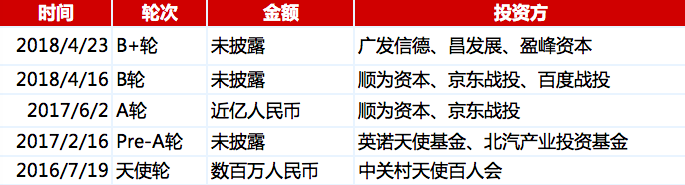 时间 轮次 金额 投资方
2018/4/23 B+轮 未披露 广发信德、昌发展、盈峰资本
2018/4/16 B轮 未披露 顺为资本、京东战投、百度战投
2017/6/2 A轮 近亿人民币 顺为资本、京东战投
2017/2/16 Pre-A轮 未披露 英诺天使基金、北汽产业投资基金
2016/7/19 天使轮 数百万人民币 中关村天使百人会